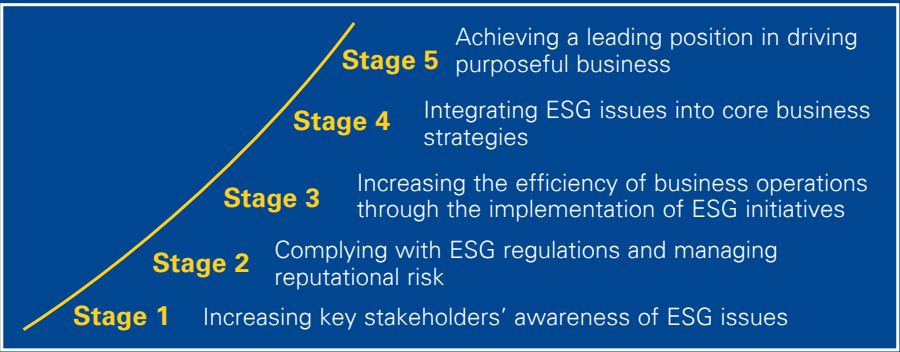 Stage 5 Achieving a leading position in driving
purposeful business
Stage 4 Integrating ESG issues into core business
strategies
Stage 3 Increasing the efficiency of business operations
through the implementation of ESG initiatives
Stage 2 Complying with ESG regulations and managing
reputational risk
Stage 1 Increasing key stakeholders’ awareness of ESG issues